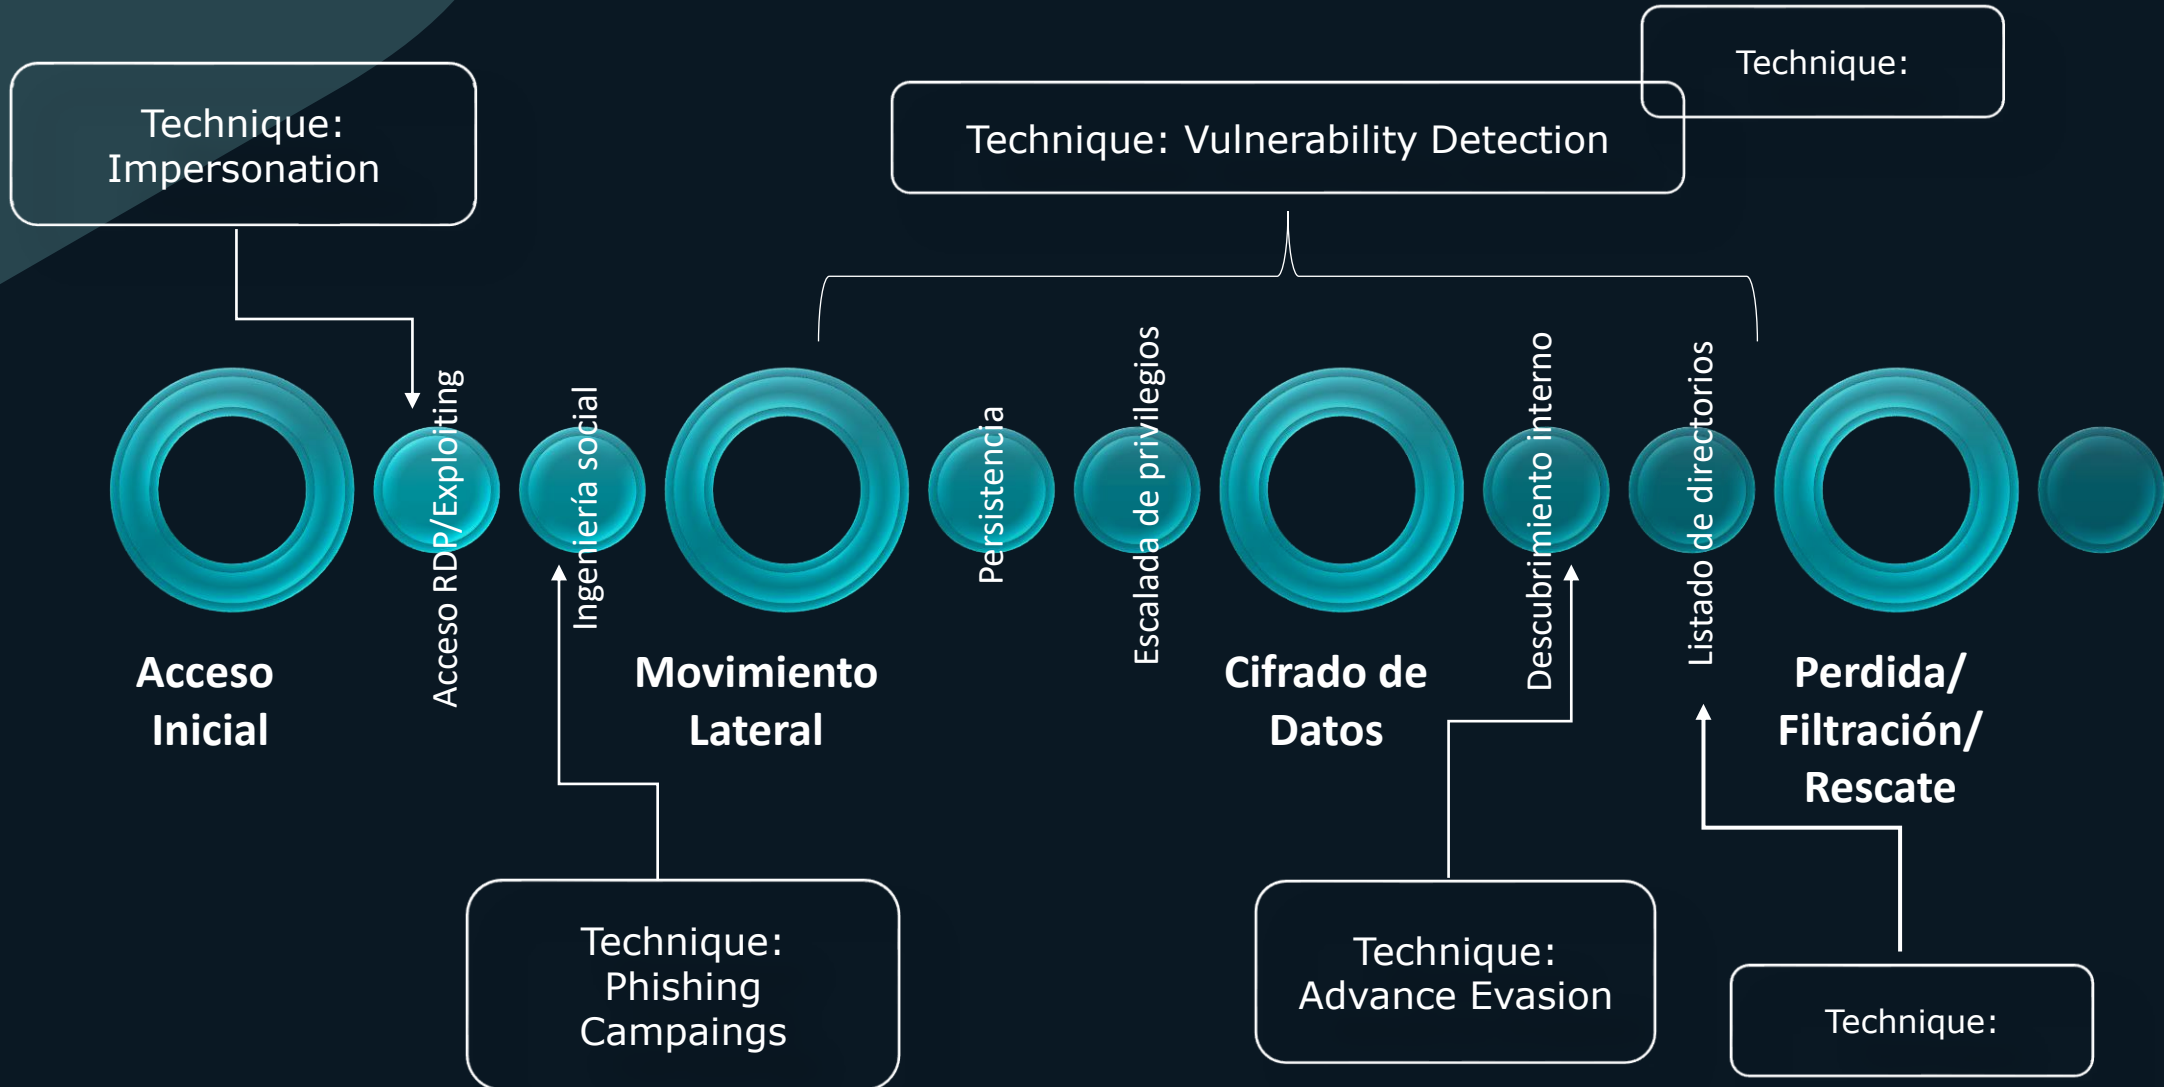 Technique:
Technique:
Impersonation
Technique: Vulnerability Detection
Acceso RDP/Exploiting
Ingeniería social
Persistencia
Escalada de privilegios
Descubrimiento interno
Listado de directorios
Acceso
Inicial
Movimiento
Lateral
Cifrado de
Datos
Perdida/
Filtración/
Rescate
Technique:
Phishing
Campaings
Technique:
Advance Evasion
Technique: